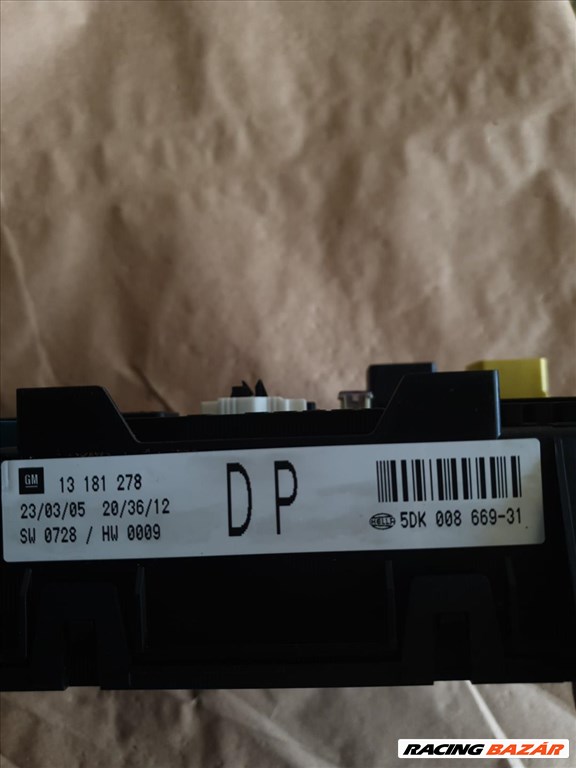 GM 13 181 278
23/03/05 20/36/12
SW 0728 / HW 0009
DP
HELLA 5DK 008 669-31
RACING BAZÁR